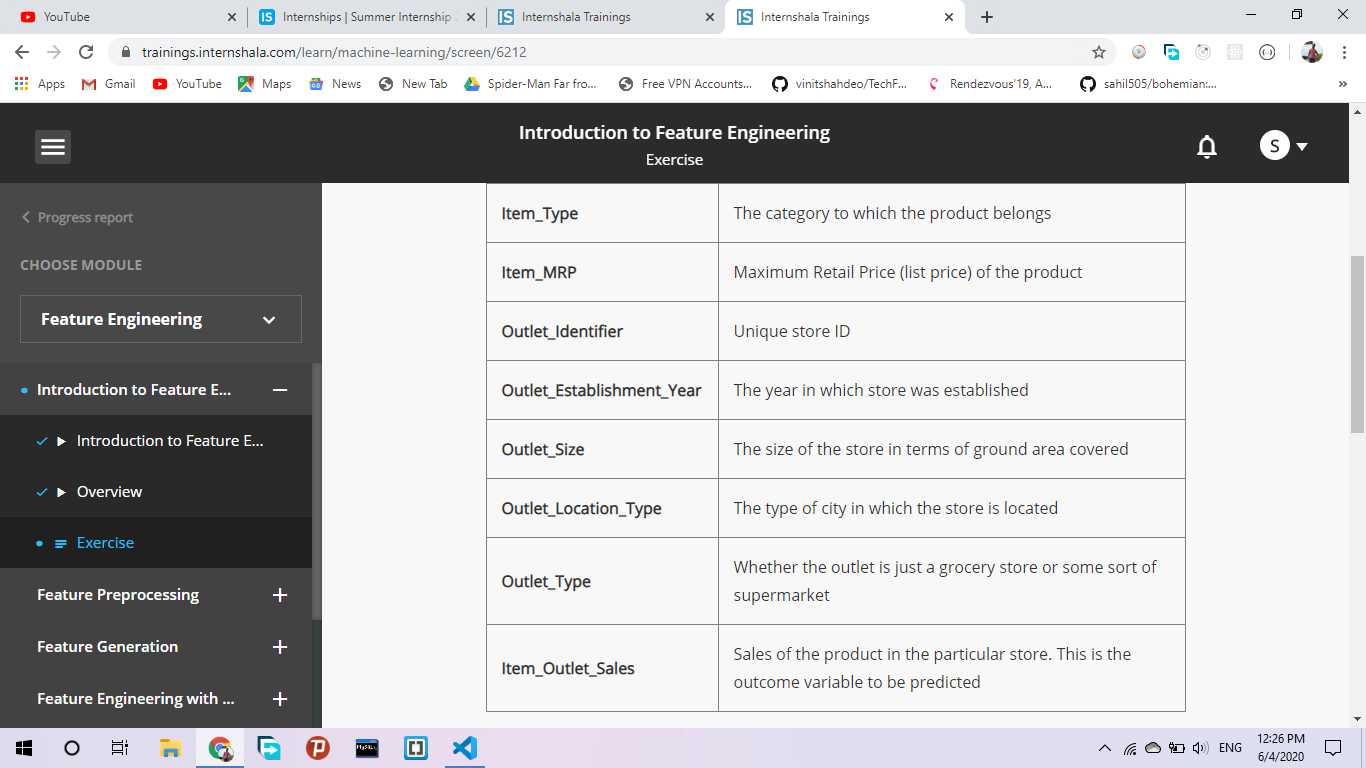 YouTube
Internships | Summer Internship
Internshala Trainings
Internshala Trainings
trainings.internshala.com/learn/machine-learning/screen/6212
Apps
Gmail
YouTube
Maps
News
New Tab
Spider-Man Far fro...
Free VPN Accounts...
vinitshahdeo/TechF...
Rendezvous'19, A...
sahil505/bohemian:...
»
Introduction to Feature Engineering
Exercise
S
Progress report
CHOOSE MODULE
Feature Engineering
Introduction to Feature E...
Introduction to Feature E...
Overview
Exercise
Feature Preprocessing
Feature Generation
Feature Engineering with ...
Item_Type
The category to which the product belongs
Item_MRP
Maximum Retail Price (list price) of the product
Outlet_Identifier
Unique store ID
Outlet_Establishment_Year
The year in which store was established
Outlet_Size
The size of the store in terms of ground area covered
Outlet_Location_Type
The type of city in which the store is located
Outlet_Type
Whether the outlet is just a grocery store or some sort of
supermarket
Item_Outlet_Sales
Sales of the product in the particular store. This is the
outcome variable to be predicted
MySQL
ENG
12:26 PM
6/4/2020